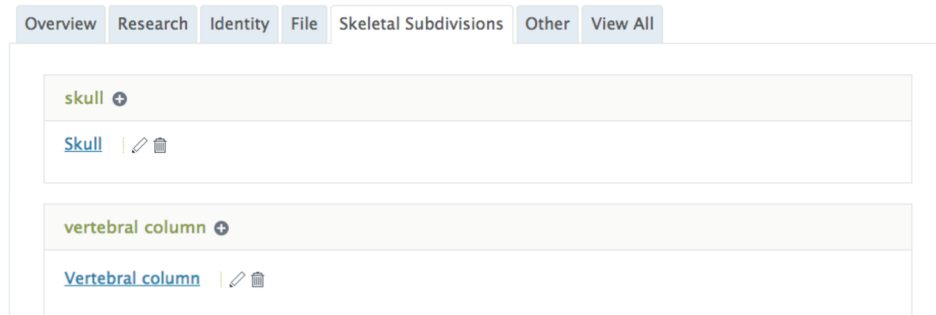 Overview Research Identity File Skeletal Subdivisions Other View All
skull
Skull
vertebral column
Vertebral column